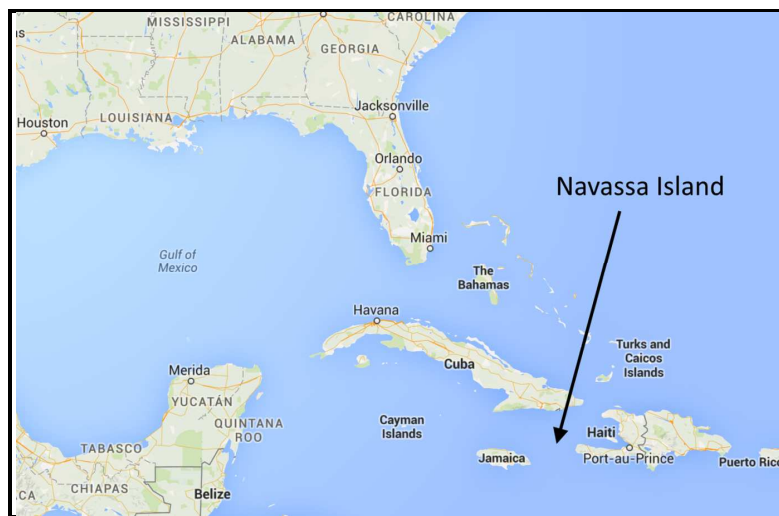 MISSISSIPPI
CAROLINA
ALABAMA
GEORGIA
Jacksonville
Houston
LOUISIANA
Orlando
FLORIDA
Navassa Island
Miami
Gulf of
Mexico
The
Bahamas
Havana
Turks and
Caicos
Islands
Cuba
Merida
YUCATÁN
QUINTANA
ROO
Cayman
Islands
Haiti
TABASCO
Jamaica
Port-au-Prince
Puerto Rico
CHIAPAS
Belize